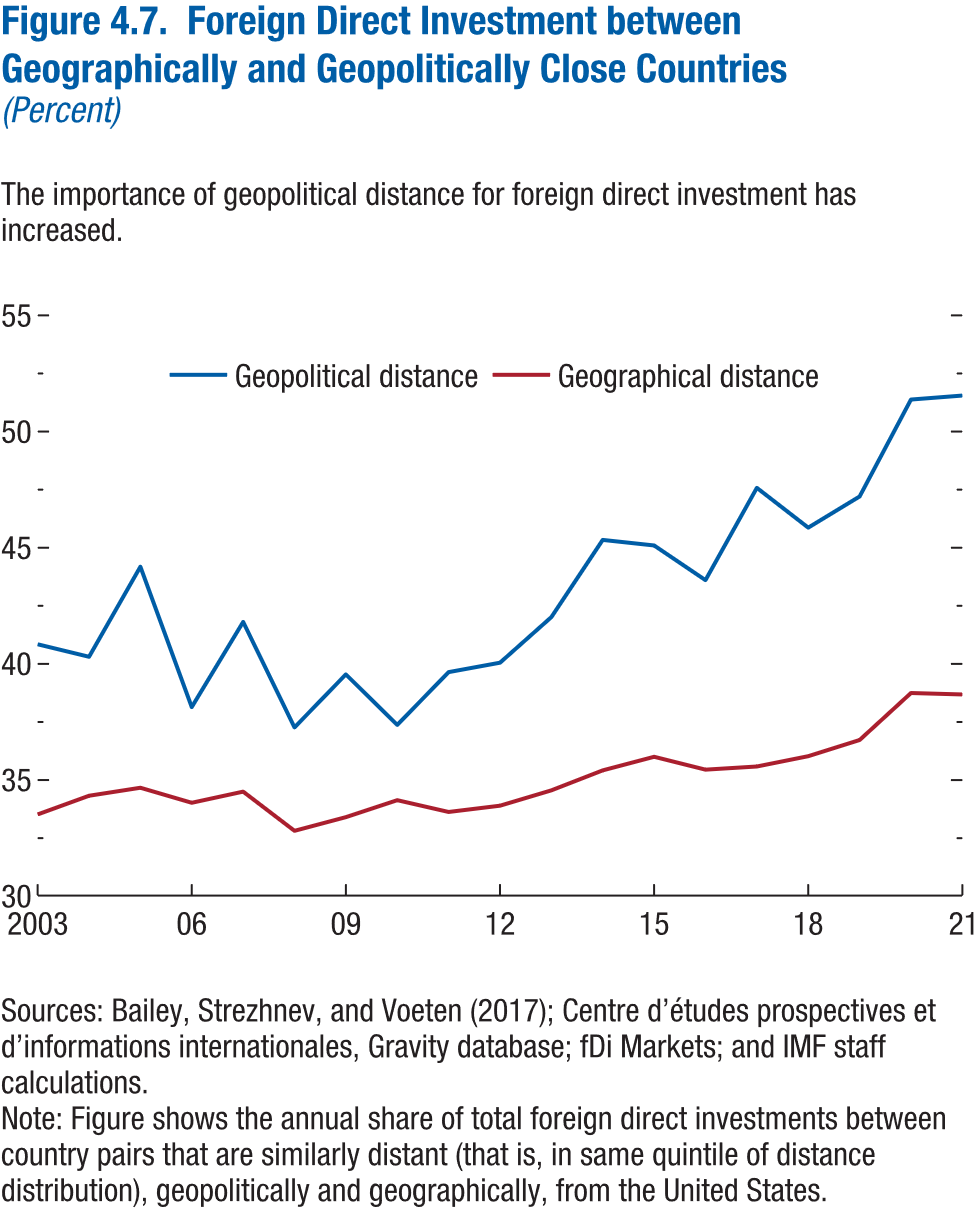 Figure 4.7. Foreign Direct Investment between
Geographically and Geopolitically Close Countries
(Percent)
The importance of geopolitical distance for foreign direct investment has
increased.
55
Geopolitical distance Geographical distance
50
45
40
35
30
2003 06 09 12 15 18 21
Sources: Bailey, Strezhnev, and Voeten (2017); Centre d’études prospectives et
d’informations internationales, Gravity database; fDi Markets; and IMF staff
calculations.
Note: Figure shows the annual share of total foreign direct investments between
country pairs that are similarly distant (that is, in same quintile of distance
distribution), geopolitically and geographically, from the United States.